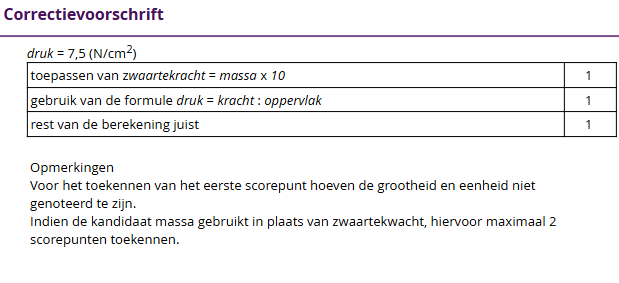 Correctievoorschrift
druk = 7,5 (N/cm²)
toepassen van zwaartekracht = massa x 10 1
gebruik van de formule druk = kracht : oppervlak 1
rest van de berekening juist 1
Opmerkingen
Voor het toekennen van het eerste scorepunt hoeven de grootheid en eenheid niet
genoteerd te zijn.
Indien de kandidaat massa gebruikt in plaats van zwaartekwacht, hiervoor maximaal 2
scorepunten toekennen.